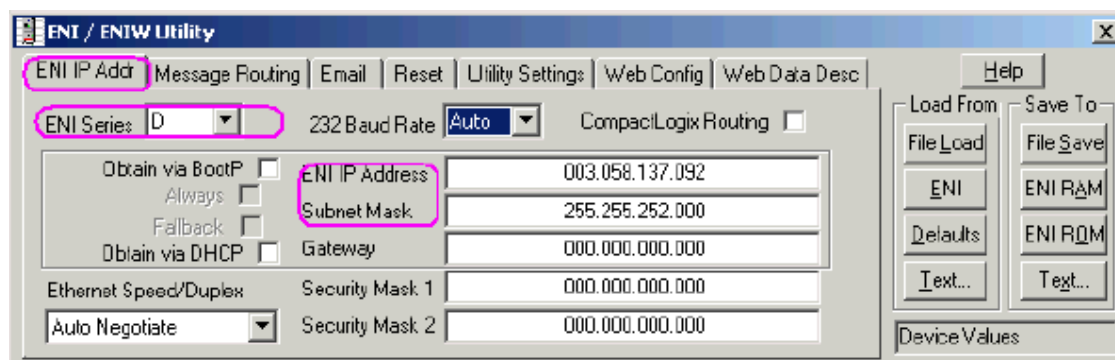 ENI / ENIW Utility
X
ENI IP Addr Message Routing Email Reset Utility Settings Web Config Web Data Desc
Help
ENI Series D 232 Baud Rate Auto CompactLogix Routing
Load From Save To
File Load File Save
Obtain via BootP ENI IP Address 003.058.137.092
Always
ENI ENI RAM
Subnet Mask 255.255.252.000
Fallback
Defaults ENI ROM
Obtain via DHCP Gateway 000.000.000.000
Ethernet Speed/Duplex Security Mask 1 000.000.000.000
Text... Text...
Auto Negotiate Security Mask 2 000.000.000.000
Device Values